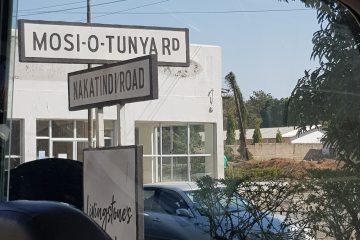 MOSI-O-TUNYA RD
NAKATINDI ROAD
Livingstone's